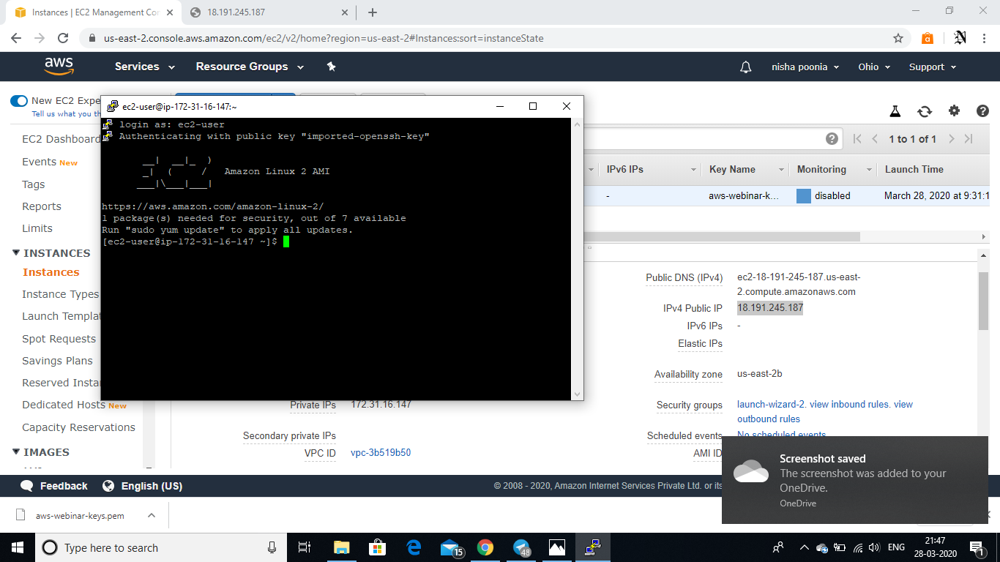 Instances | EC2 Management Con
18.191.245.187
us-east-2.console.aws.amazon.com/ec2/v2/home?region=us-east-2#Instances:sort=instanceState
aws
Services
Resource Groups
nisha poonia
Ohio
Support
New EC2 Expe
Tell us what you th
EC2 Dashboard
Events New
Tags
Reports
Limits
INSTANCES
Instances
Instance Types
Launch Templat
Spot Requests
Savings Plans
Reserved Instan
Dedicated Hosts New
Capacity Reservations
IMAGES
ec2-user@ip-172-31-16-147:~
login as: ec2-user
Authenticating with public key "imported-openssh-key"
__|  __|_  )
_|  (     /   Amazon Linux 2 AMI
___|\___|___|
https://aws.amazon.com/amazon-linux-2/
1 package(s) needed for security, out of 7 available
Run "sudo yum update" to apply all updates.
[ec2-user@ip-172-31-16-147 ~]$
1 to 1 of 1
IPv6 IPs
Key Name
Monitoring
Launch Time
-
aws-webinar-k...
disabled
March 28, 2020 at 9:31:1
Public DNS (IPv4)
ec2-18-191-245-187.us-east-
2.compute.amazonaws.com
IPv4 Public IP
18.191.245.187
IPv6 IPs
-
Elastic IPs
Availability zone
us-east-2b
Private IPs
172.31.16.147
Security groups
launch-wizard-2. view inbound rules. view
outbound rules
Secondary private IPs
Scheduled events
No scheduled events
VPC ID
vpc-3b519b50
AMI ID
Screenshot saved
The screenshot was added to your
OneDrive.
OneDrive
Feedback
English (US)
© 2008 - 2020, Amazon Internet Services Private Ltd. or its
aws-webinar-keys.pem
Type here to search
15
48
ENG
21:47
28-03-2020
1